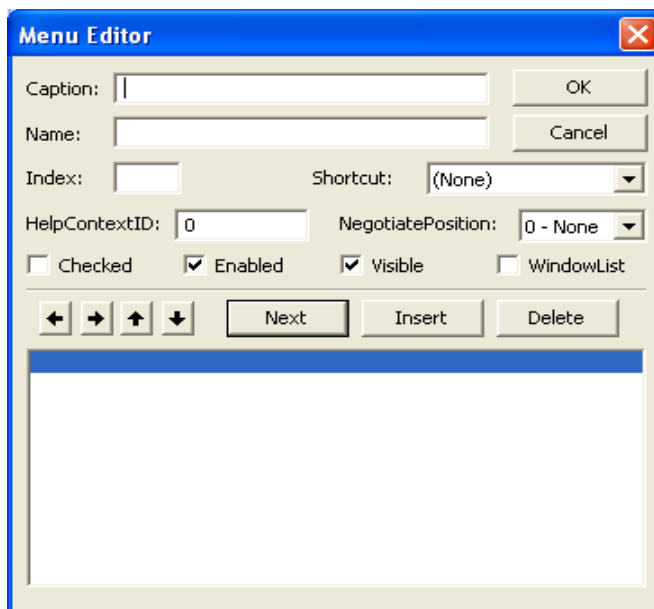 Menu Editor
Caption:
OK
Name:
Cancel
Index:
Shortcut: (None)
HelpContextID: 0
NegotiatePosition: 0 - None
Checked
Enabled
Visible
WindowList
Next
Insert
Delete